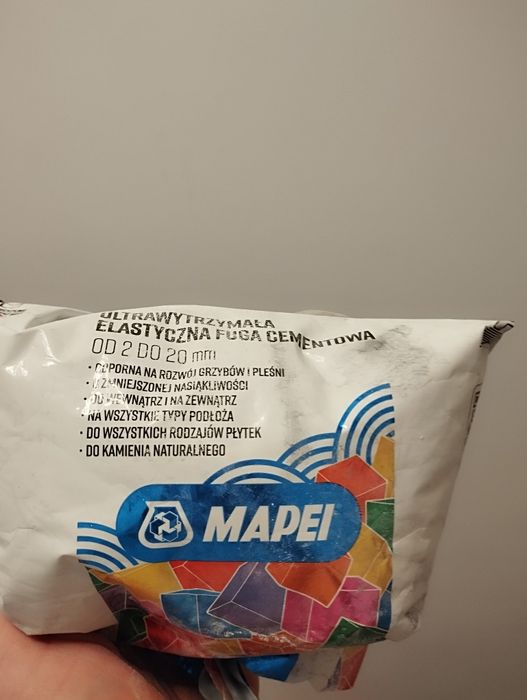 ULTRAWYTRZYMAŁA
ELASTYCZNA FUGA CEMENTOWA
OD 2 DO 20 mm
• ODPORNA NA ROZWÓJ GRZYBÓW I PLEŚNI
• O ZMNIEJSZONEJ NASIĄKLIWOŚCI
• DO WEWNĄTRZ I NA ZEWNĄTRZ
• NA WSZYSTKIE TYPY PODŁOŻA
• DO WSZYSTKICH RODZAJÓW PŁYTEK
• DO KAMIENIA NATURALNEGO
MAPEI